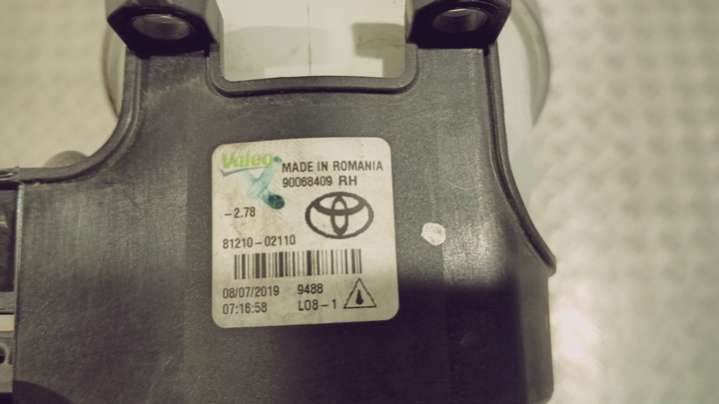 Valeo
MADE IN ROMANIA
90068409 RH
-2.78
81210-02110
08/07/2019 9488
07:16:58 L08-1